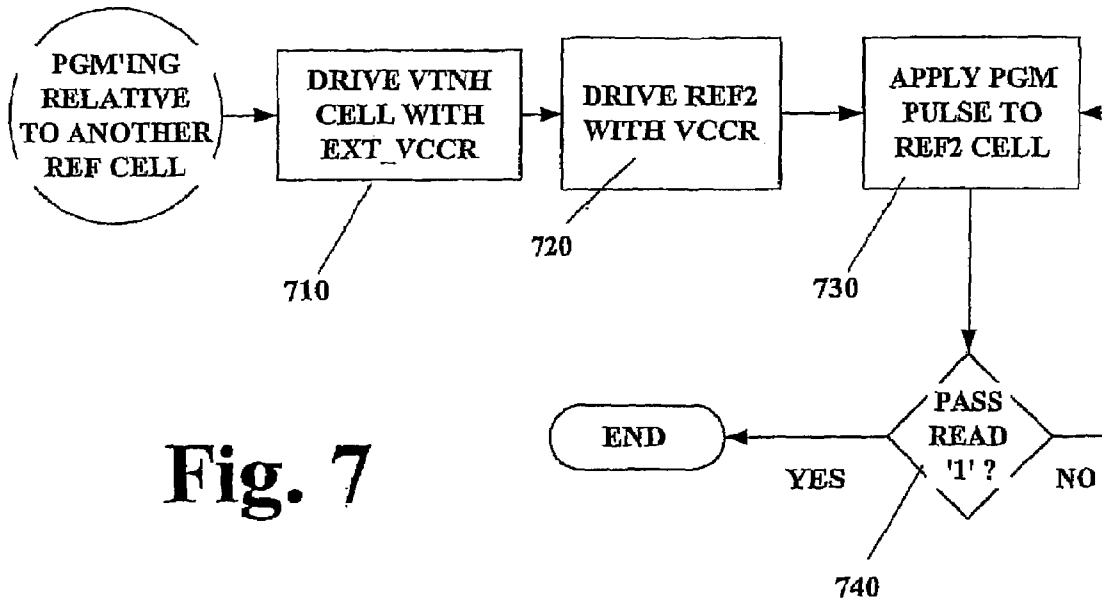 PGM'ING
RELATIVE
TO ANOTHER
REF CELL
DRIVE VTNH
CELL WITH
EXT_VCCR
710
DRIVE REF2
WITH VCCR
720
APPLY PGM
PULSE TO
REF2 CELL
730
PASS
READ
'1' ?
740
YES
NO
END
Fig. 7